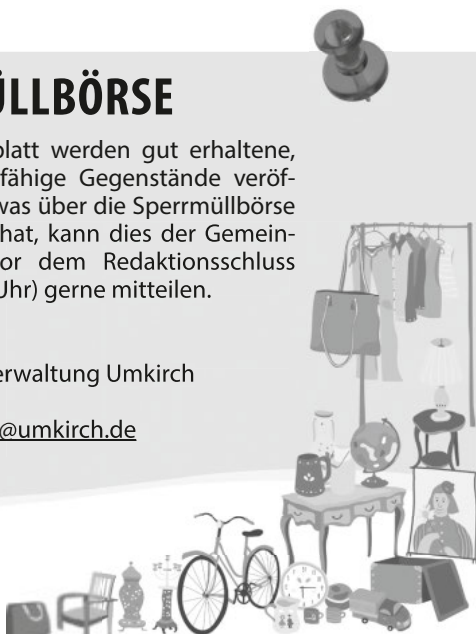 ÜLLBÖRSE
blatt werden gut erhaltene,
fähige Gegenstände veröf-
was über die Sperrmüllbörse
hat, kann dies der Gemein-
or dem Redaktionsschluss
Uhr) gerne mitteilen.
erwaltung Umkirch
@umkirch.de